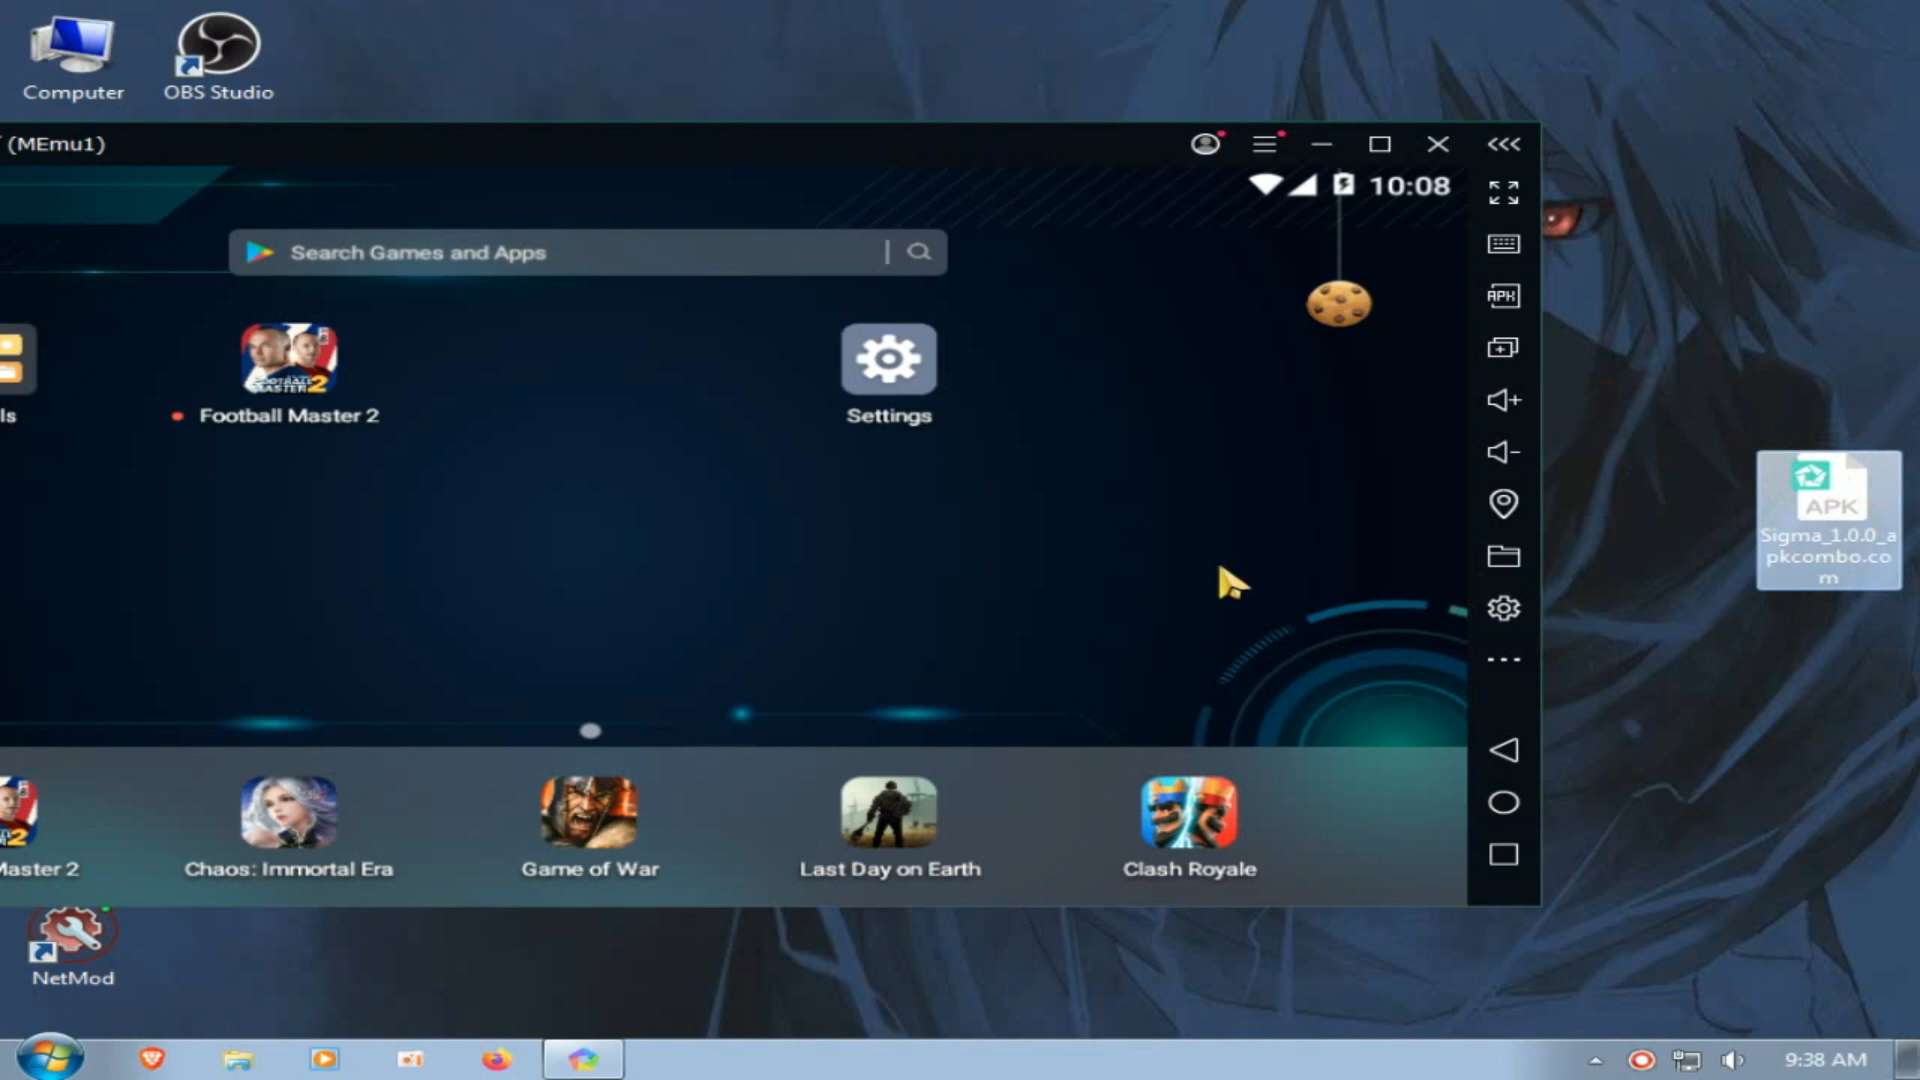 Computer
OBS Studio
(MEmu1)
10:08
Search Games and Apps
APK
ls
Football Master 2
Settings
APK
Sigma_1.0.0_a
pkcombo.co
m
Master 2
Chaos: Immortal Era
Game of War
Last Day on Earth
Clash Royale
NetMod
9:38 AM